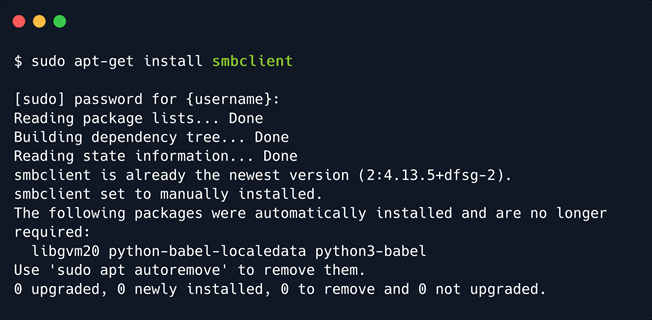 $ sudo apt-get install smbclient
[sudo] password for {username}:
Reading package lists... Done
Building dependency tree... Done
Reading state information... Done
smbclient is already the newest version (2:4.13.5+dfsg-2).
smbclient set to manually installed.
The following packages were automatically installed and are no longer
required:
  libgvm20 python-babel-localedata python3-babel
Use 'sudo apt autoremove' to remove them.
0 upgraded, 0 newly installed, 0 to remove and 0 not upgraded.